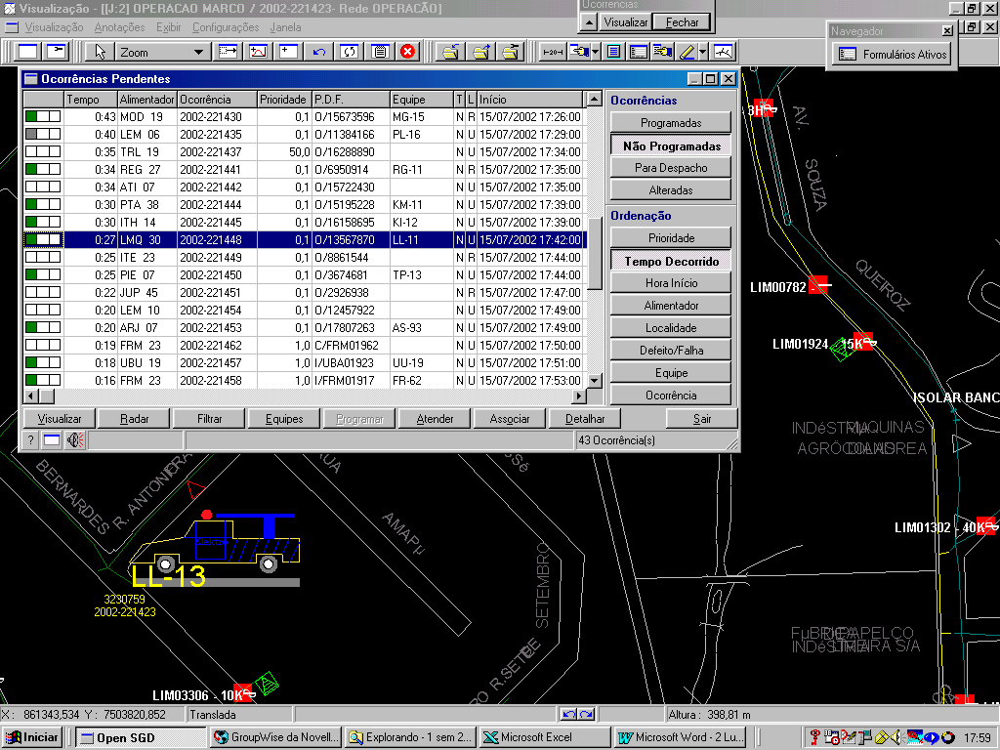 Visualização - [[J:2] OPERACAO MARCO / 2002-221423- Rede OPERACÃO]
Visualização Anotações Exibir Configurações Janela
Ocorrências
Visualizar Fechar
Zoom
Navegador
Formulários Ativos
Ocorrências Pendentes
Tempo Alimentador Ocorrência Prioridade P.D.F. Equipe T L Início
0:43 MOD 19 2002-221430 0,1 O/15673596 MG-15 N R 15/07/2002 17:26:00
0:40 LEM 06 2002-221435 0,1 O/11384166 PL-16 N U 15/07/2002 17:29:00
0:35 TRL 19 2002-221437 50,0 O/16288890 N U 15/07/2002 17:34:00
0:34 REG 27 2002-221441 0,1 O/6950914 RG-11 N R 15/07/2002 17:35:00
0:34 ATI 07 2002-221442 0,1 O/15722430 N U 15/07/2002 17:35:00
0:30 PTA 38 2002-221444 0,1 O/15195228 KM-11 N U 15/07/2002 17:39:00
0:30 ITH 14 2002-221445 0,1 O/16158695 KI-12 N U 15/07/2002 17:39:00
0:27 LMQ 30 2002-221448 0,1 O/13567870 LL-11 N U 15/07/2002 17:42:00
0:25 ITE 23 2002-221449 0,1 O/8861544 N R 15/07/2002 17:44:00
0:25 PIE 07 2002-221450 0,1 O/3674681 TP-13 N U 15/07/2002 17:44:00
0:22 JUP 45 2002-221451 0,1 O/2926938 N R 15/07/2002 17:47:00
0:20 LEM 10 2002-221454 0,1 O/12457922 N U 15/07/2002 17:49:00
0:20 ARJ 07 2002-221453 0,1 O/17807263 AS-93 N U 15/07/2002 17:49:00
0:19 FRM 23 2002-221462 1,0 C/FRM01962 N U 15/07/2002 17:50:00
0:18 UBU 19 2002-221457 1,0 I/UBA01923 UU-19 N U 15/07/2002 17:51:00
0:16 FRM 23 2002-221458 1,0 I/FRM01917 FR-62 N U 15/07/2002 17:53:00
Ocorrências
Programadas
Não Programadas
Para Despacho
Alteradas
Ordenação
Prioridade
Tempo Decorrido
Hora Início
Alimentador
Localidade
Defeito/Falha
Equipe
Ocorrência
Visualizar Radar Filtrar Equipes Programar Atender Associar Detalhar Sair
? 43 Ocorrência(s)
3H
AV.
SOUZA
QUEIROZ
LIM00782 -
LIM01924 15K
ISOLAR BANC
INDéSTRIA
MAQUINAS
AGRÖCOLAS
LIM01302 - 40K
BERNARDES
R. ANTONIO
RUA
José
AMAPµ
LL-13
3230759
2002-221423
SETEMBRO
R.SETE
DE
FµBRICA
PAPELCO
INDéSTRIA
LIMEIRA S/A
LIM03306 - 10K
X: 861343,534 Y: 7503820,852 Translada Altura: 398,81 m
Iniciar Open SGD GroupWise da Novell... Explorando - 1 sem 2... Microsoft Excel Microsoft Word - 2 Lu... 17:59